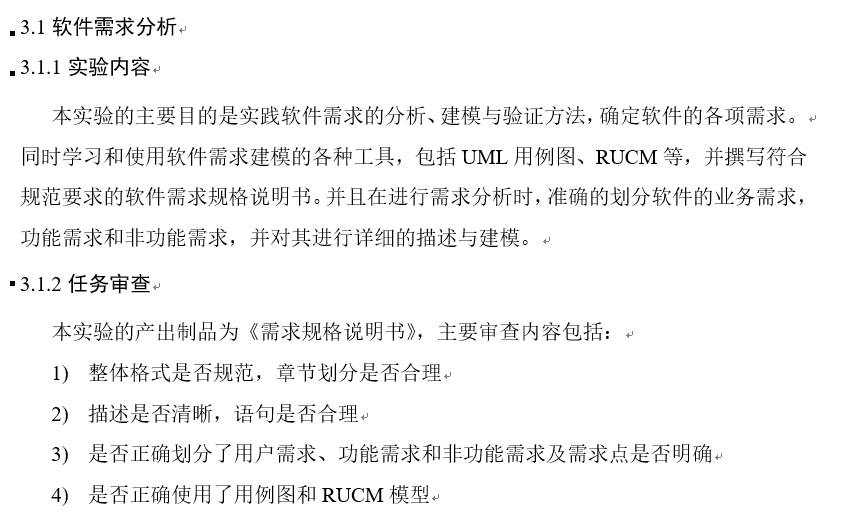 3.1 软件需求分析
3.1.1 实验内容
本实验的主要目的是实践软件需求的分析、建模与验证方法，确定软件的各项需求。
同时学习和使用软件需求建模的各种工具，包括 UML 用例图、RUCM 等，并撰写符合
规范要求的软件需求规格说明书。并且在进行需求分析时，准确的划分软件的业务需求，
功能需求和非功能需求，并对其进行详细的描述与建模。
3.1.2 任务审查
本实验的产出制品为《需求规格说明书》，主要审查内容包括：
1) 整体格式是否规范，章节划分是否合理
2) 描述是否清晰，语句是否合理
3) 是否正确划分了用户需求、功能需求和非功能需求及需求点是否明确
4) 是否正确使用了用例图和 RUCM 模型